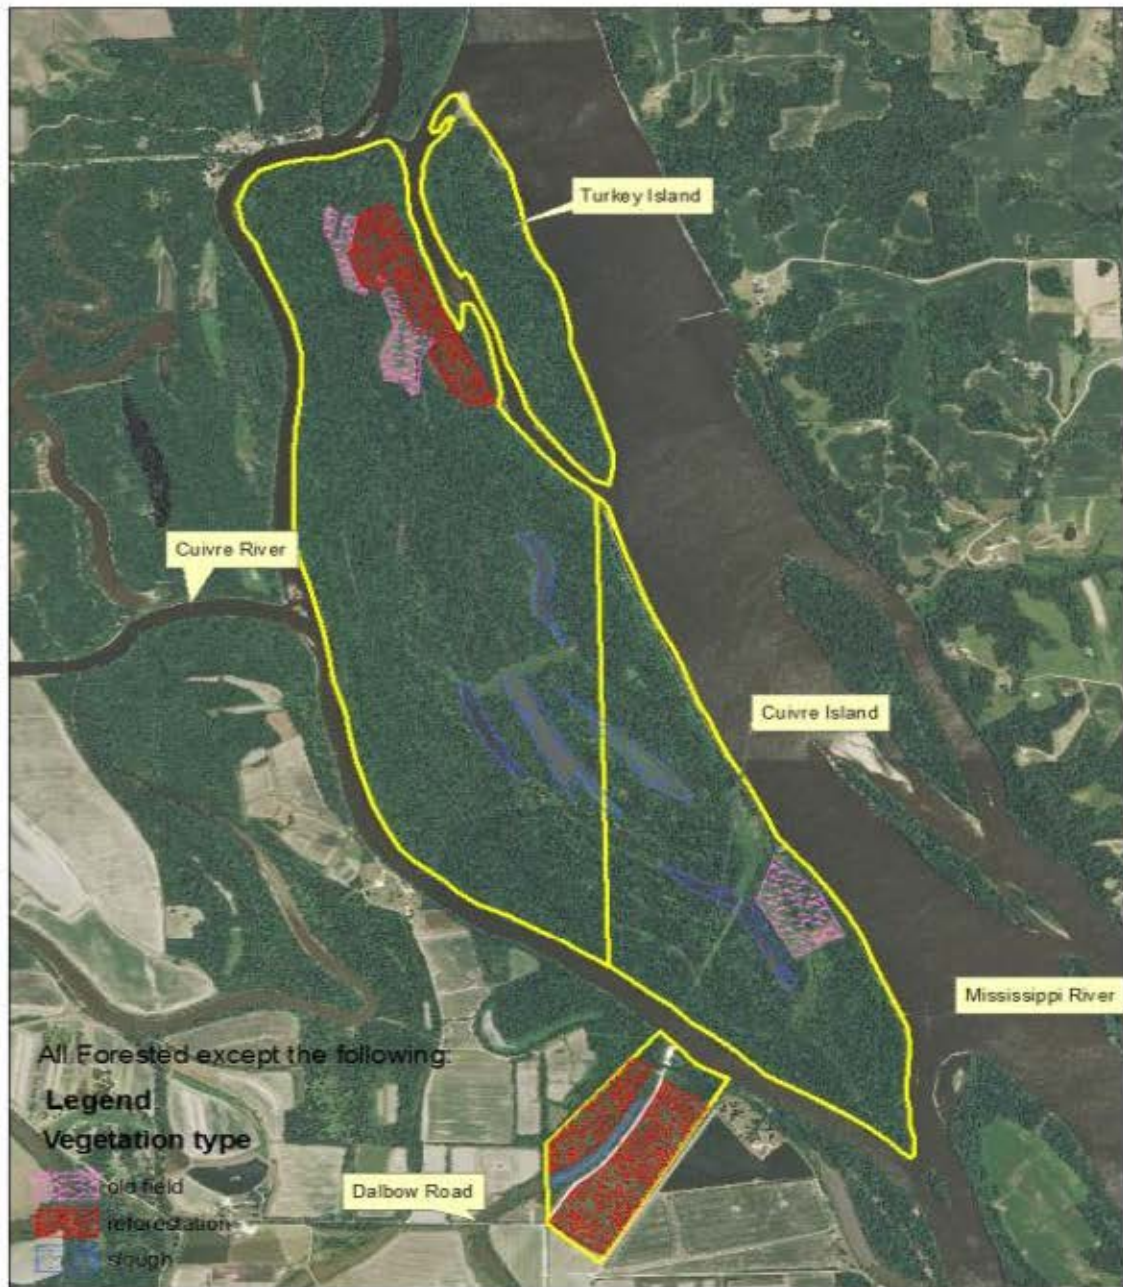 Turkey Island
Cuivre River
Cuivre Island
Mississippi River
All Forested except the following:
Legend
Vegetation type
old field
reforestation
slough
Dalbow Road